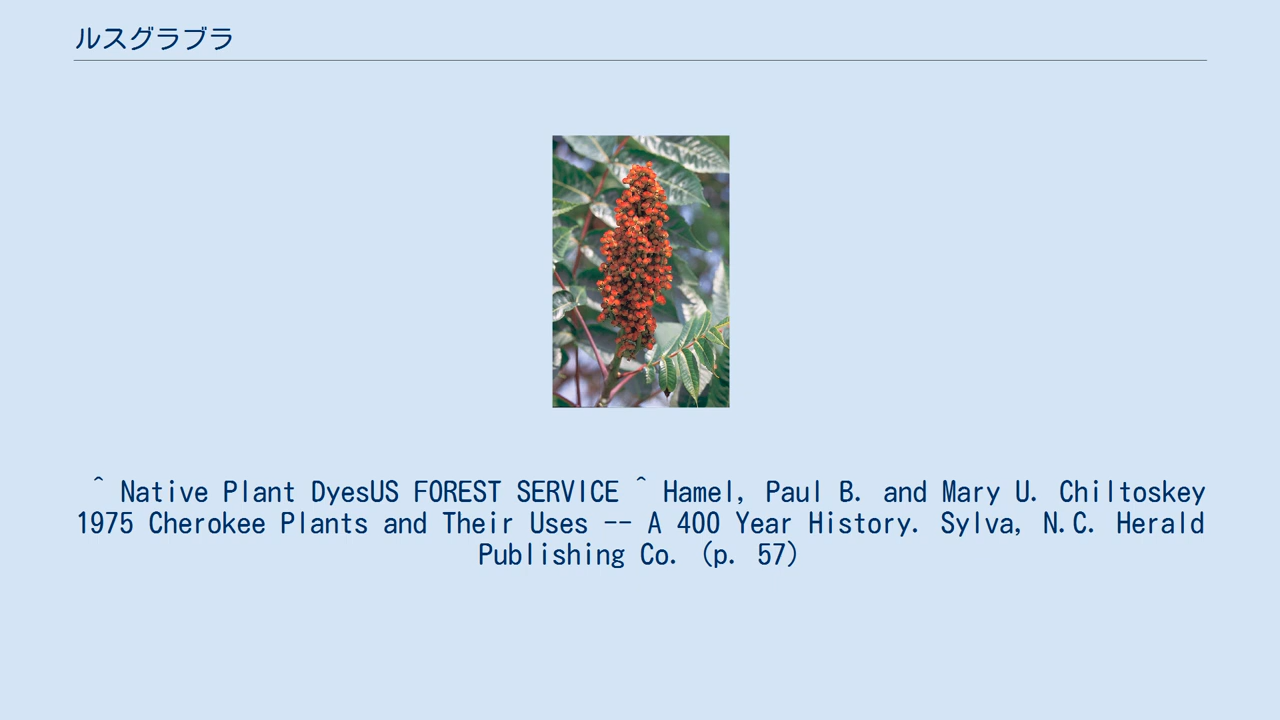 ルスグラブラ
^ Native Plant DyesUS FOREST SERVICE ^ Hamel, Paul B. and Mary U. Chiltoskey
1975 Cherokee Plants and Their Uses -- A 400 Year History. Sylva, N.C. Herald
Publishing Co. (p. 57)